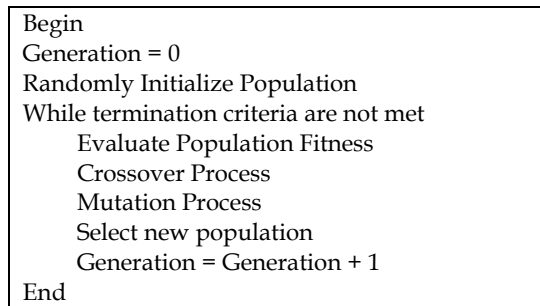 Begin
Generation = 0
Randomly Initialize Population
While termination criteria are not met
Evaluate Population Fitness
Crossover Process
Mutation Process
Select new population
Generation = Generation + 1
End